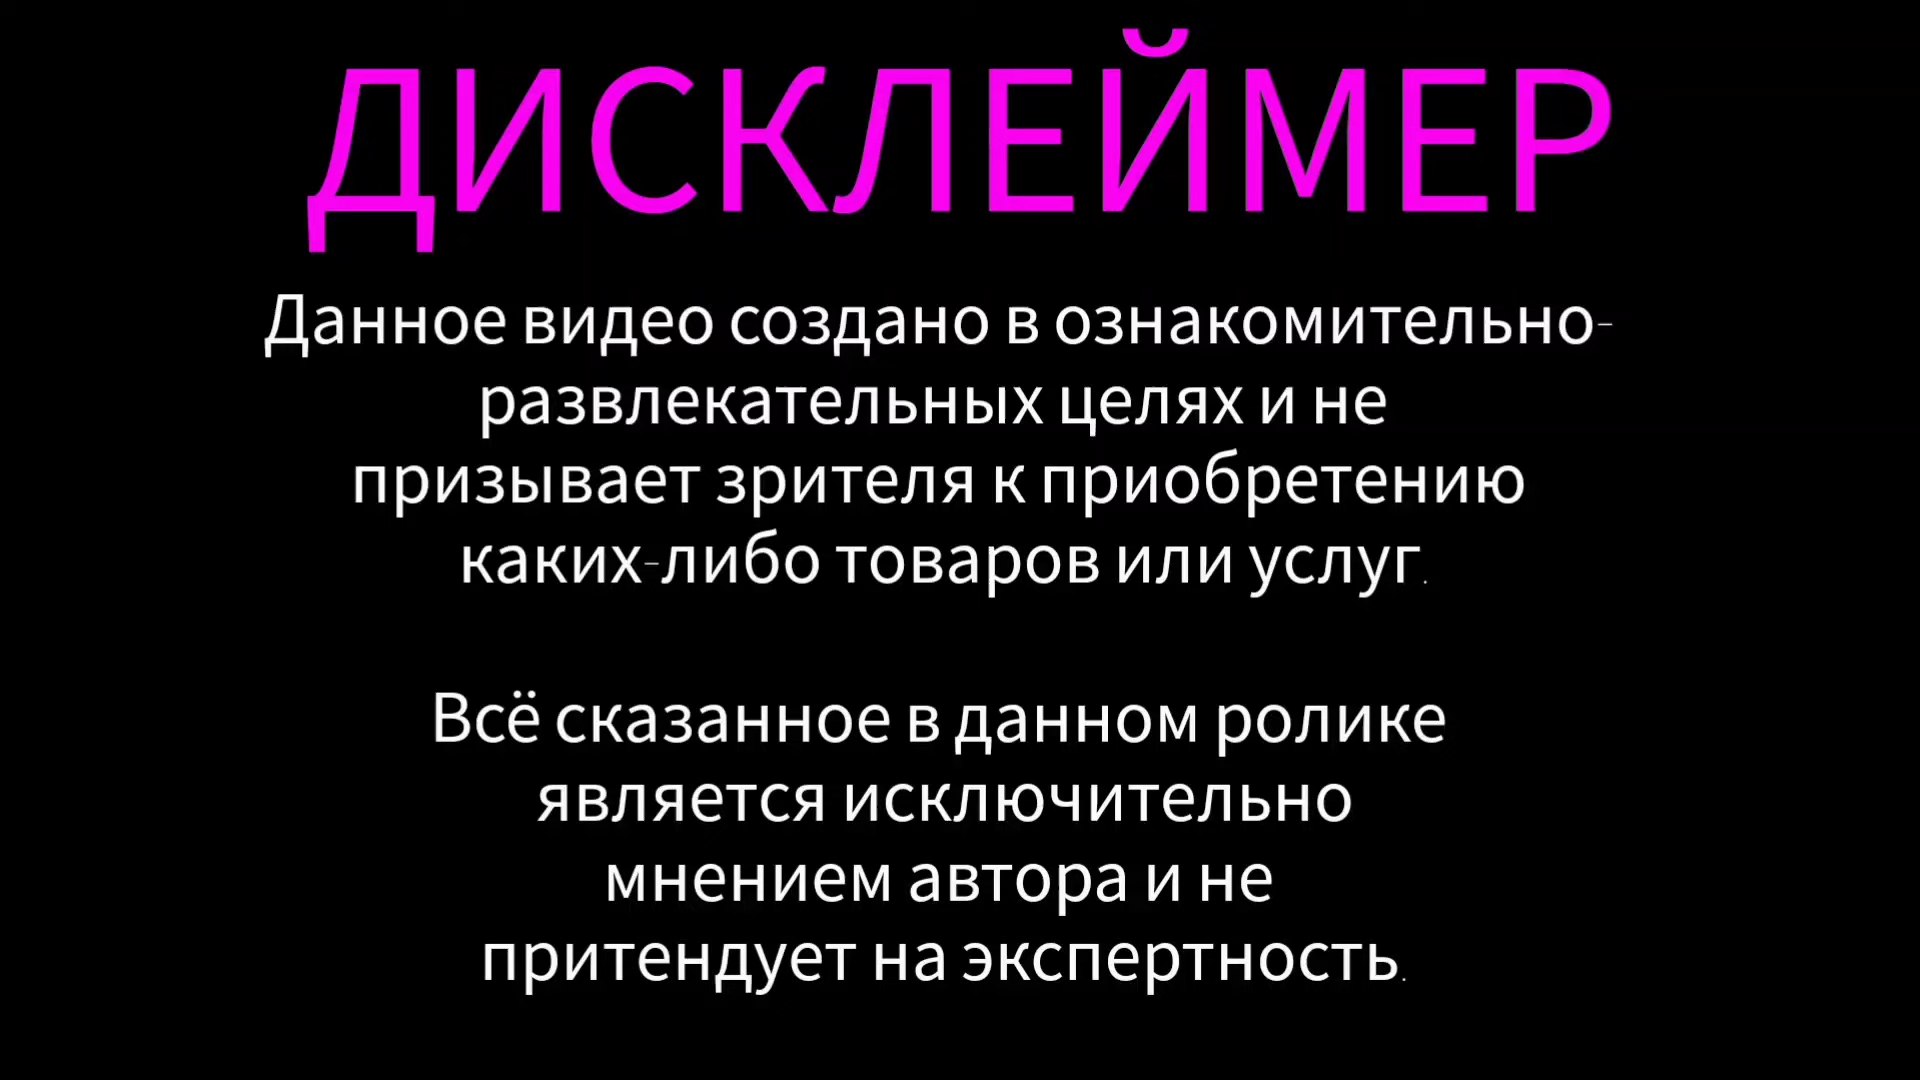 ДИСКЛЕЙМЕР
Данное видео создано в ознакомительно-
развлекательных целях и не
призывает зрителя к приобретению
каких-либо товаров или услуг.
Всё сказанное в данном ролике
является исключительно
мнением автора и не
притендует на экспертность.